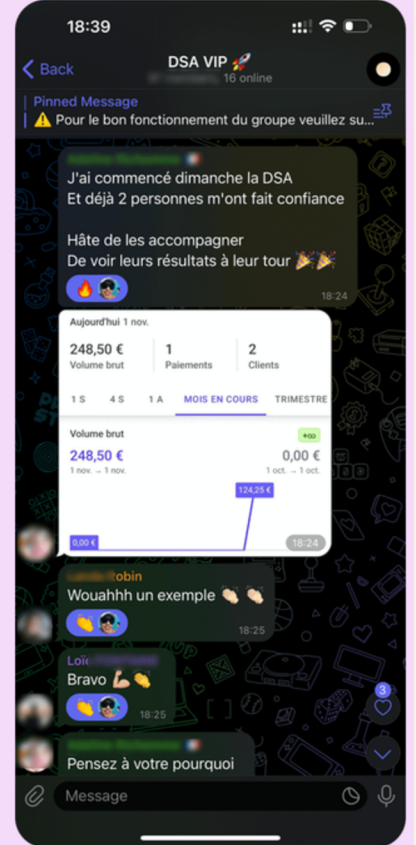 18:39
Back
DSA VIP 🚀
16 online
Pinned Message
⚠️ Pour le bon fonctionnement du groupe veuillez su...
J'ai commencé dimanche la DSA
Et déjà 2 personnes m'ont fait confiance
Hâte de les accompagner
De voir leurs résultats à leur tour 🎉🎉
18:24
Aujourd'hui 1 nov.
248,50 € 1 2
Volume brut Paiements Clients
1 S 4 S 1 A MOIS EN COURS TRIMESTRE
Volume brut +∞
248,50 € 0,00 €
1 nov. → 1 nov. 1 oct. → 1 oct.
124,25 €
0,00 €
18:24
obin
Wouahhh un exemple 👏🏻 👏🏻
18:25
Loï
Bravo 💪🏼👏
18:25
3
Pensez à votre pourquoi
Message